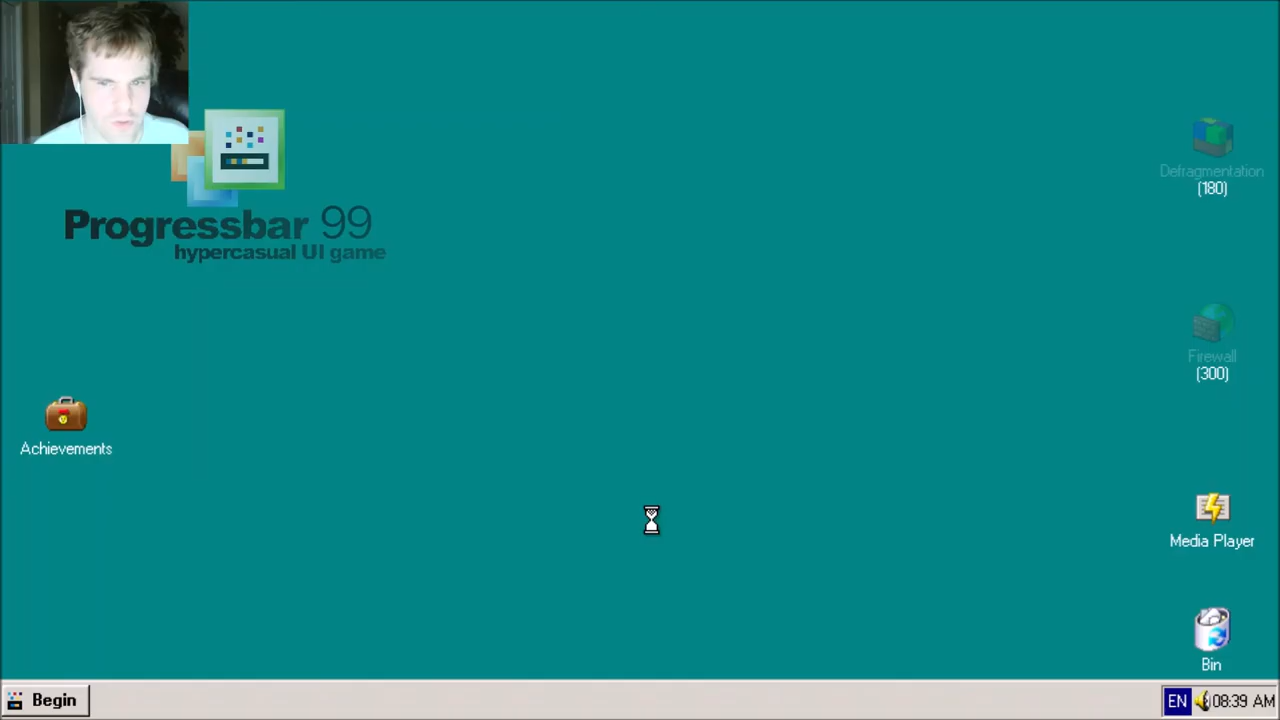 Progressbar 99
hypercasual UI game
Defragmentation
(180)
Firewall
(300)
Achievements
Media Player
Bin
Begin
EN 08:39 AM